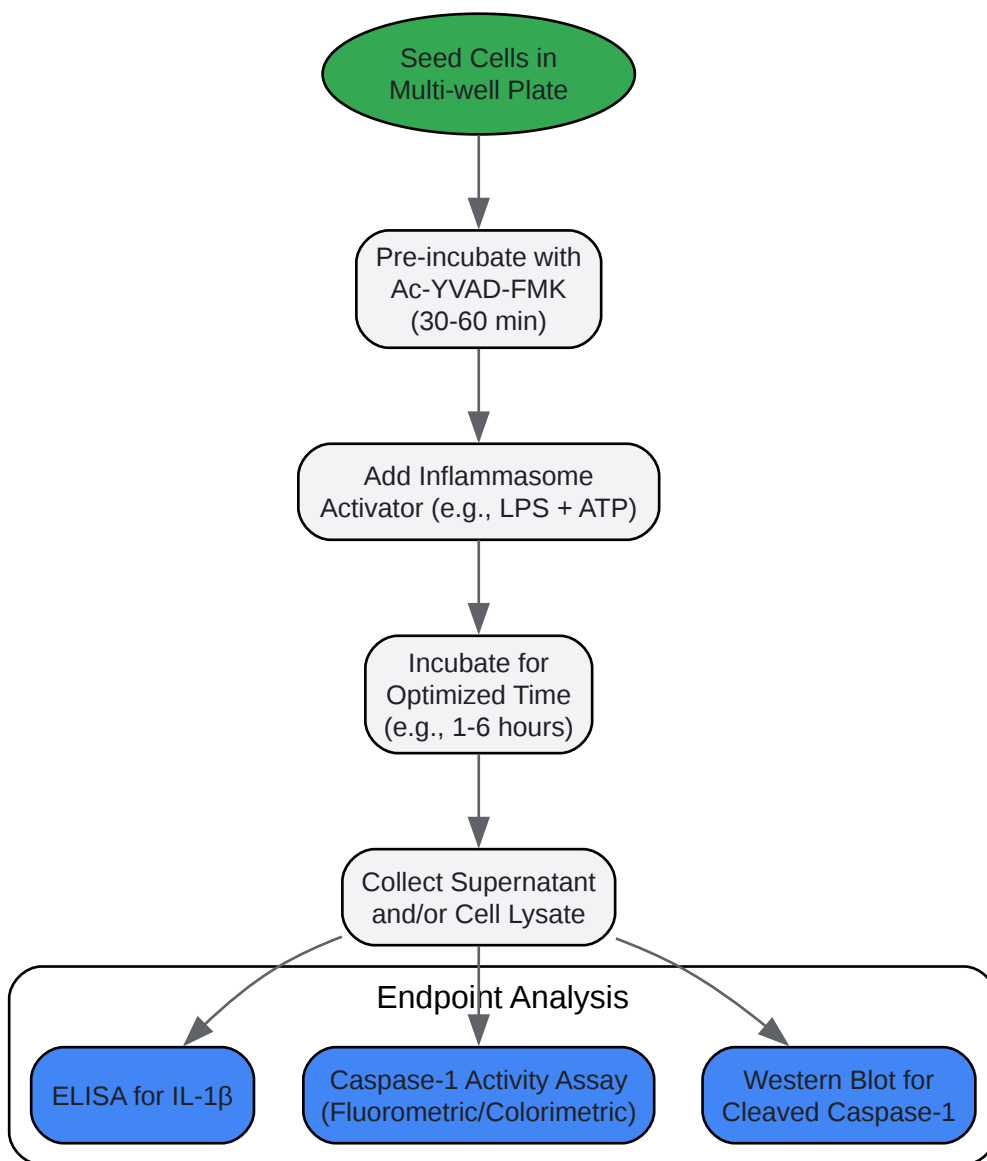 Seed Cells in
Multi-well Plate
Pre-incubate with
Ac-YVAD-FMK
(30-60 min)
Add Inflammasome
Activator (e.g., LPS + ATP)
Incubate for
Optimized Time
(e.g., 1-6 hours)
Collect Supernatant
and/or Cell Lysate
Endpoint Analysis
ELISA for IL-1β
Caspase-1 Activity Assay
(Fluorometric/Colorimetric)
Western Blot for
Cleaved Caspase-1